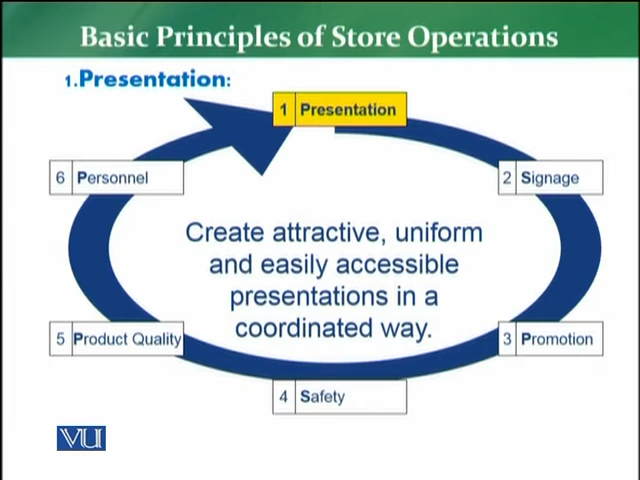 Basic Principles of Store Operations
1.Presentation:
1 Presentation
6 Personnel
2 Signage
Create attractive, uniform
and easily accessible
presentations in a
coordinated way.
5 Product Quality
3 Promotion
4 Safety
VU